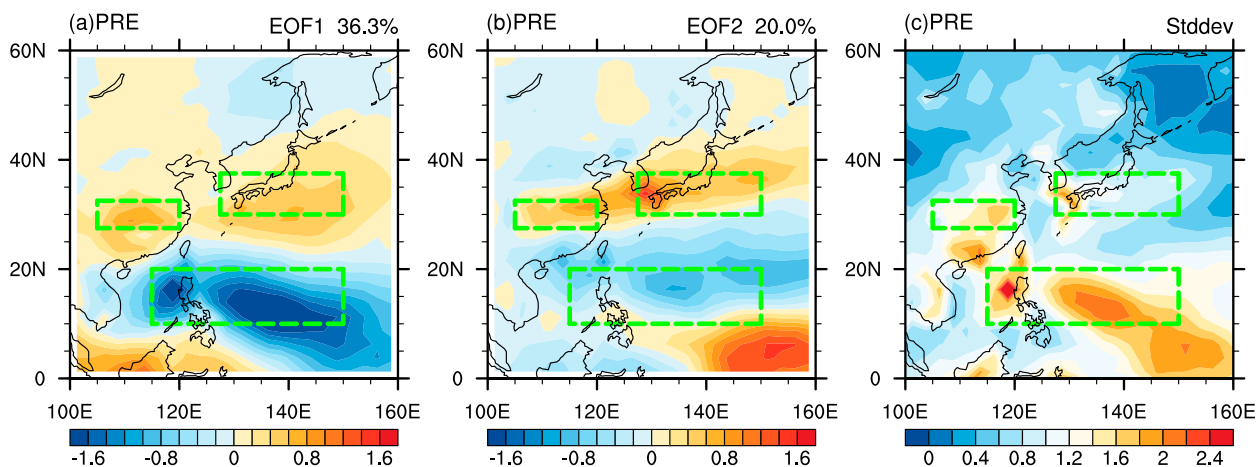 (a)PRE EOF1 36.3% (b)PRE EOF2 20.0% (c)PRE Stddev
60N 60N 60N
40N 40N 40N
20N 20N 20N
0 0 0
100E 120E 140E 160E 100E 120E 140E 160E 100E 120E 140E 160E
-1.6 -0.8 0 0.8 1.6 -1.6 -0.8 0 0.8 1.6 0 0.4 0.8 1.2 1.6 2 2.4